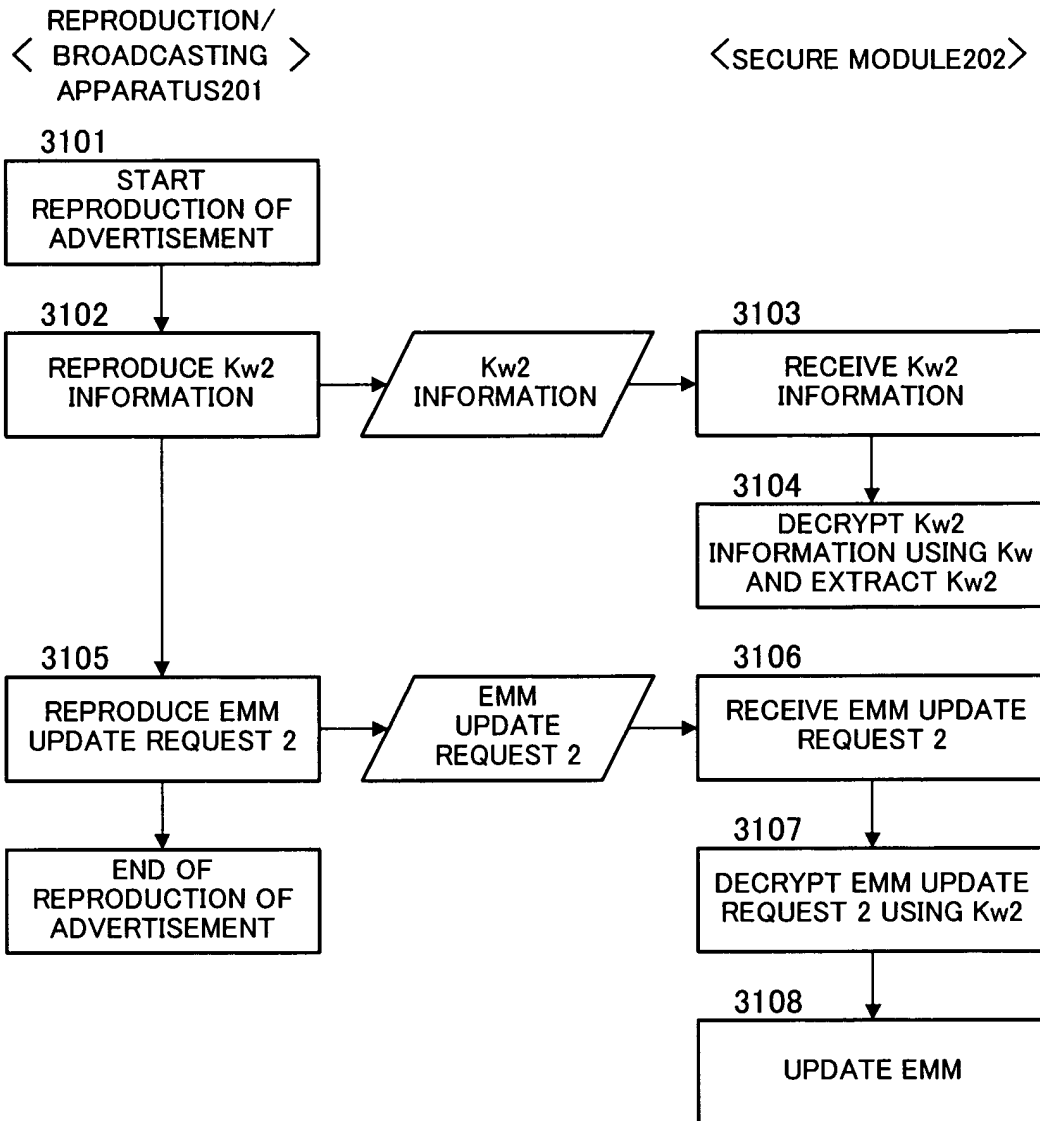 REPRODUCTION/
< BROADCASTING >
APPARATUS201
<SECURE MODULE202>
3101
START
REPRODUCTION OF
ADVERTISEMENT
3102
REPRODUCE Kw2
INFORMATION
Kw2
INFORMATION
3103
RECEIVE Kw2
INFORMATION
3104
DECRYPT Kw2
INFORMATION USING Kw
AND EXTRACT Kw2
3105
REPRODUCE EMM
UPDATE REQUEST 2
EMM
UPDATE
REQUEST 2
3106
RECEIVE EMM UPDATE
REQUEST 2
END OF
REPRODUCTION OF
ADVERTISEMENT
3107
DECRYPT EMM UPDATE
REQUEST 2 USING Kw2
3108
UPDATE EMM